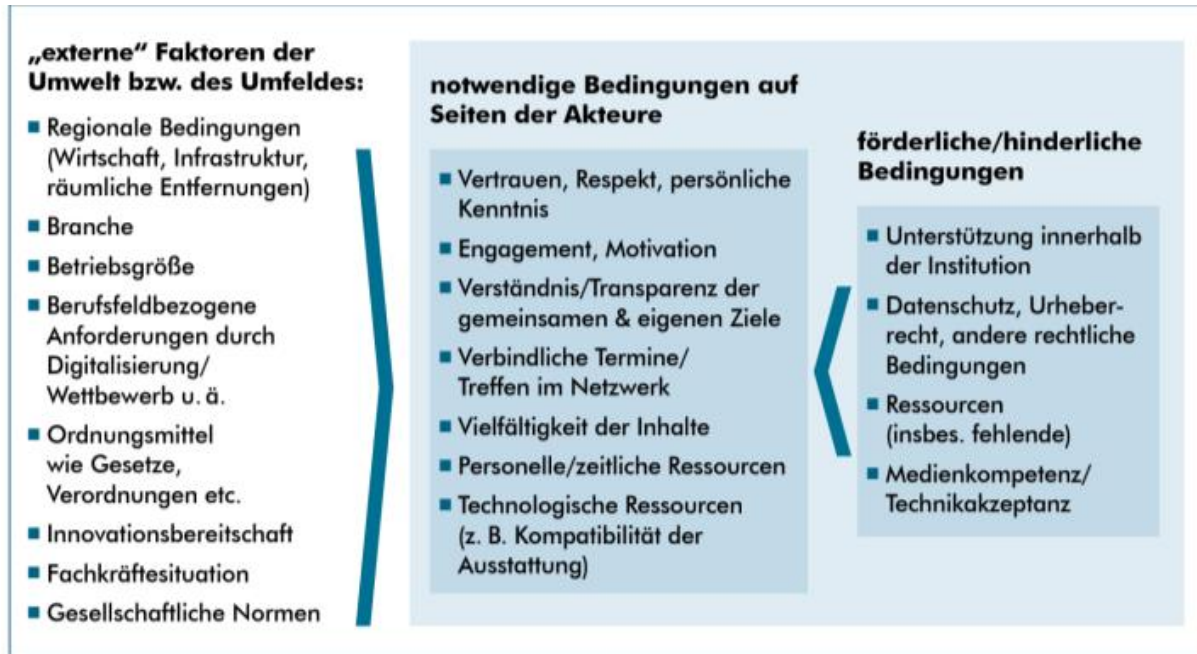 „externe“ Faktoren der
Umwelt bzw. des Umfeldes:
■ Regionale Bedingungen
(Wirtschaft, Infrastruktur,
räumliche Entfernungen)
■ Branche
■ Betriebsgröße
■ Berufsfeldbezogene
Anforderungen durch
Digitalisierung/
Wettbewerb u. ä.
■ Ordnungsmittel
wie Gesetze,
Verordnungen etc.
■ Innovationsbereitschaft
■ Fachkräftesituation
■ Gesellschaftliche Normen
notwendige Bedingungen auf
Seiten der Akteure
■ Vertrauen, Respekt, persönliche
Kenntnis
■ Engagement, Motivation
■ Verständnis/Transparenz der
gemeinsamen & eigenen Ziele
■ Verbindliche Termine/
Treffen im Netzwerk
■ Vielfältigkeit der Inhalte
■ Personelle/zeitliche Ressourcen
■ Technologische Ressourcen
(z. B. Kompatibilität der
Ausstattung)
förderliche/hinderliche
Bedingungen
■ Unterstützung innerhalb
der Institution
■ Datenschutz, Urheber-
recht, andere rechtliche
Bedingungen
■ Ressourcen
(insbes. fehlende)
■ Medienkompetenz/
Technikakzeptanz